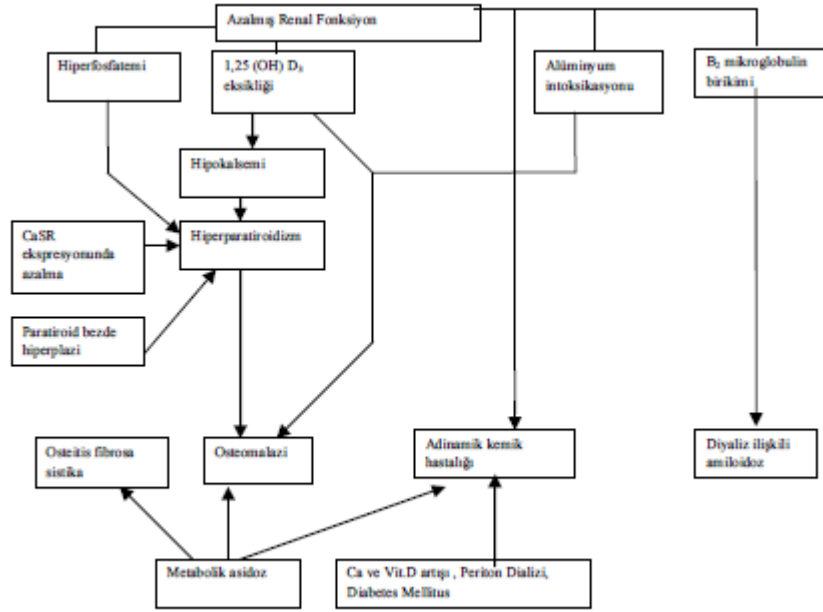 Azalmış Renal Fonksiyon
Hiperfosfatemi
1,25 (OH) D₃
eksikliği
Alüminyum
intoksikasyonu
B₂ mikroglobulin
birikimi
Hipokalsemi
CaSR
ekspresyonunda
azalma
Hiperparatiroidizm
Paratiroid bezde
hiperplazi
Osteitis fibrosa
sistika
Osteomalazi
Adinamik kemik
hastalığı
Diyaliz ilişkili
amiloidoz
Metabolik asidoz
Ca ve Vit.D artışı , Periton Dializi,
Diabetes Mellitus